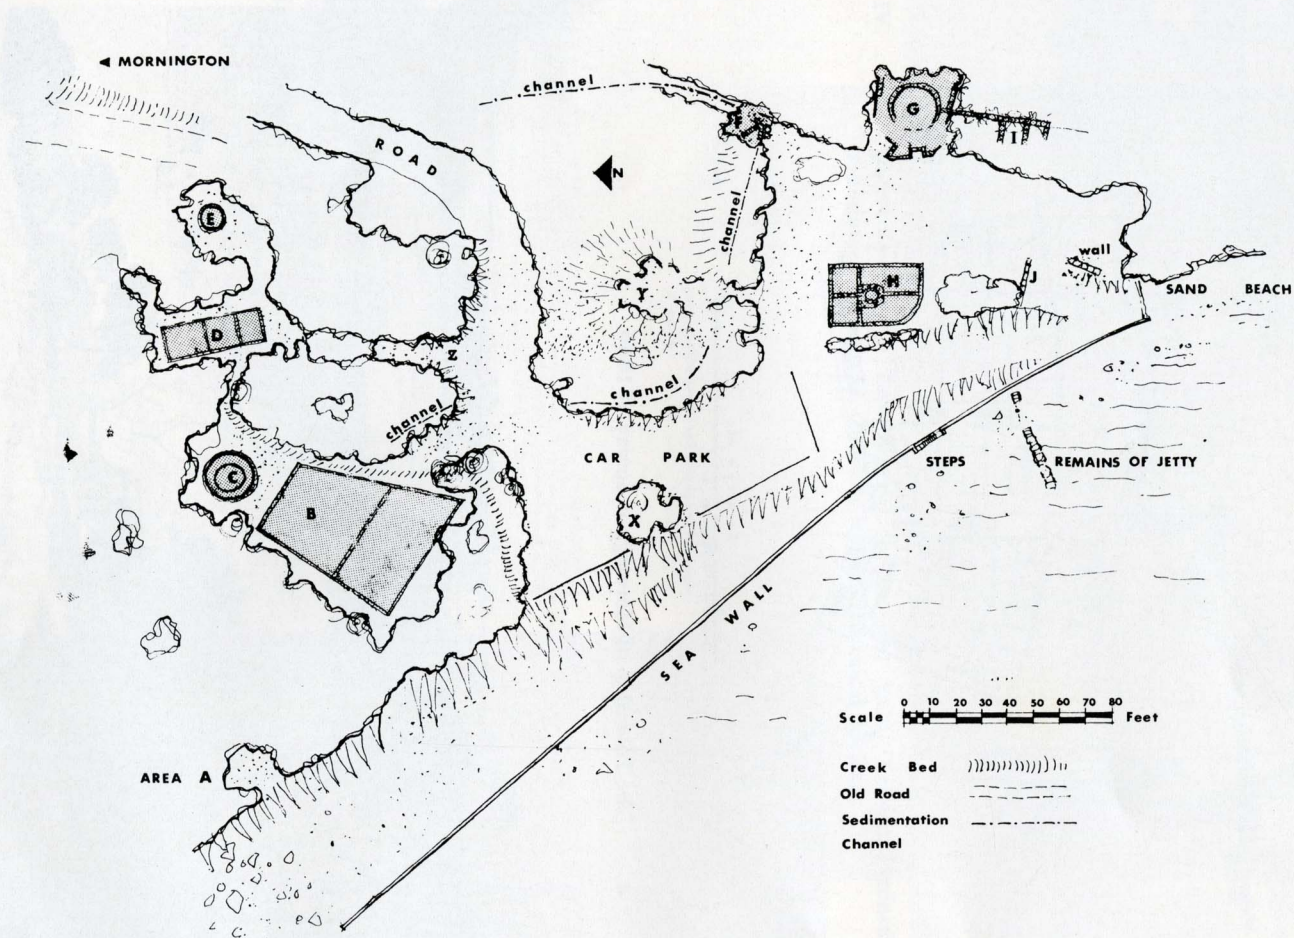 MORNINGTON
channel
ROAD
N
E
F
G
I
channel
D
Y
H
wall
J
SAND BEACH
Z
channel
channel
C
B
CAR PARK
X
STEPS
REMAINS OF JETTY
SEA WALL
AREA A
0 10 20 30 40 50 60 70 80
Scale Feet
Creek Bed
Old Road
Sedimentation
Channel